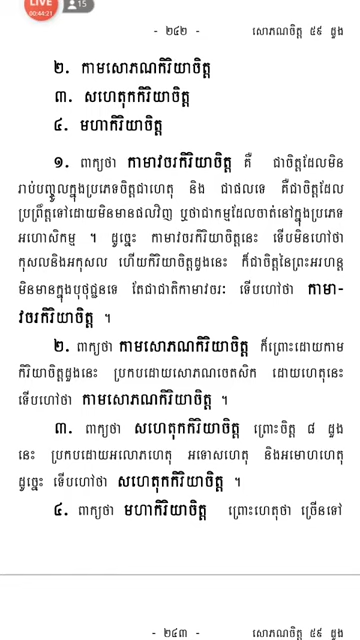 LIVE
15
00:44:21
- ២៤២ - សោភណចិត្ត ៥៩ ដួង
២. កាមសោភណកិរិយាចិត្ត
៣. សហេតុកកិរិយាចិត្ត
៤. មហាកិរិយាចិត្ត
១. ពាក្យថា កាមាវចរកិរិយាចិត្ត គឺ ជាចិត្តដែលមិន
រាប់បញ្ចូលក្នុងប្រភេទចិត្តជាហេតុ និង ជាផលទេ គឺជាចិត្តដែល
ប្រព្រឹត្តទៅដោយមិនមានផលវិញ ឬថាជាកម្មដែលចាត់នៅក្នុងប្រភេទ
អហោសិកម្ម ។ ដូច្នេះ កាមាវចរកិរិយាចិត្តនេះ ទើបមិនហៅថា
កុសលនិងអកុសល ហើយកិរិយាចិត្តដួងនេះ ក៏ជាចិត្តនៃព្រះអរហន្ត
មិនមានក្នុងបុថុជ្ជនទេ តែជាជាតិកាមាវចរៈ ទើបហៅថា កាមា-
វចរកិរិយាចិត្ត ។
២. ពាក្យថា កាមសោភណកិរិយាចិត្ត ក៏ព្រោះដោយកាម
កិរិយាចិត្តដួងនេះ ប្រកបដោយសោភណចេតសិក ដោយហេតុនេះ
ទើបហៅថា កាមសោភណកិរិយាចិត្ត ។
៣. ពាក្យថា សហេតុកកិរិយាចិត្ត ព្រោះចិត្ត ៨ ដួង
នេះ ប្រកបដោយអលោភហេតុ អទោសហេតុ និងអមោហហេតុ
ដូច្នេះ ទើបហៅថា សហេតុកកិរិយាចិត្ត ។
៤. ពាក្យថា មហាកិរិយាចិត្ត ព្រោះហេតុថា ច្រើនទៅ
- ២៤៣ - សោភណចិត្ត ៥៩ ដួង